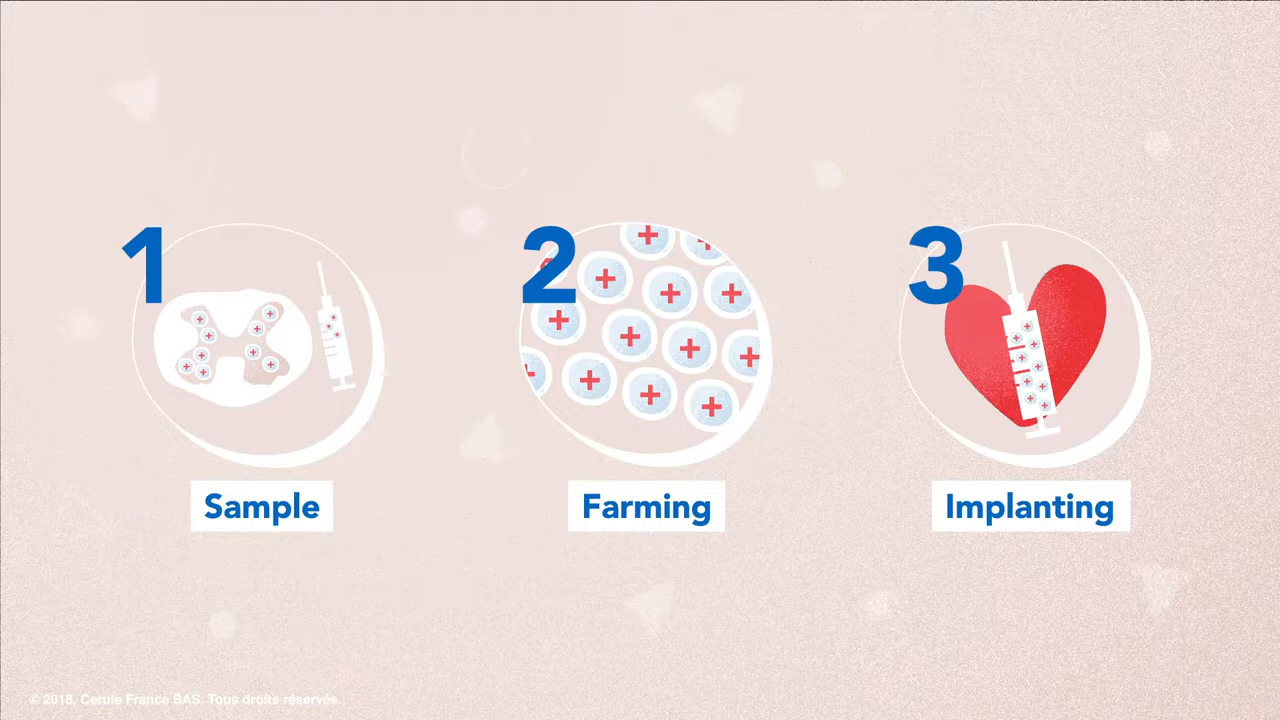 1
2
3
Sample
Farming
Implanting
© 2018, Cerule France SAS. Tous droits réservés.